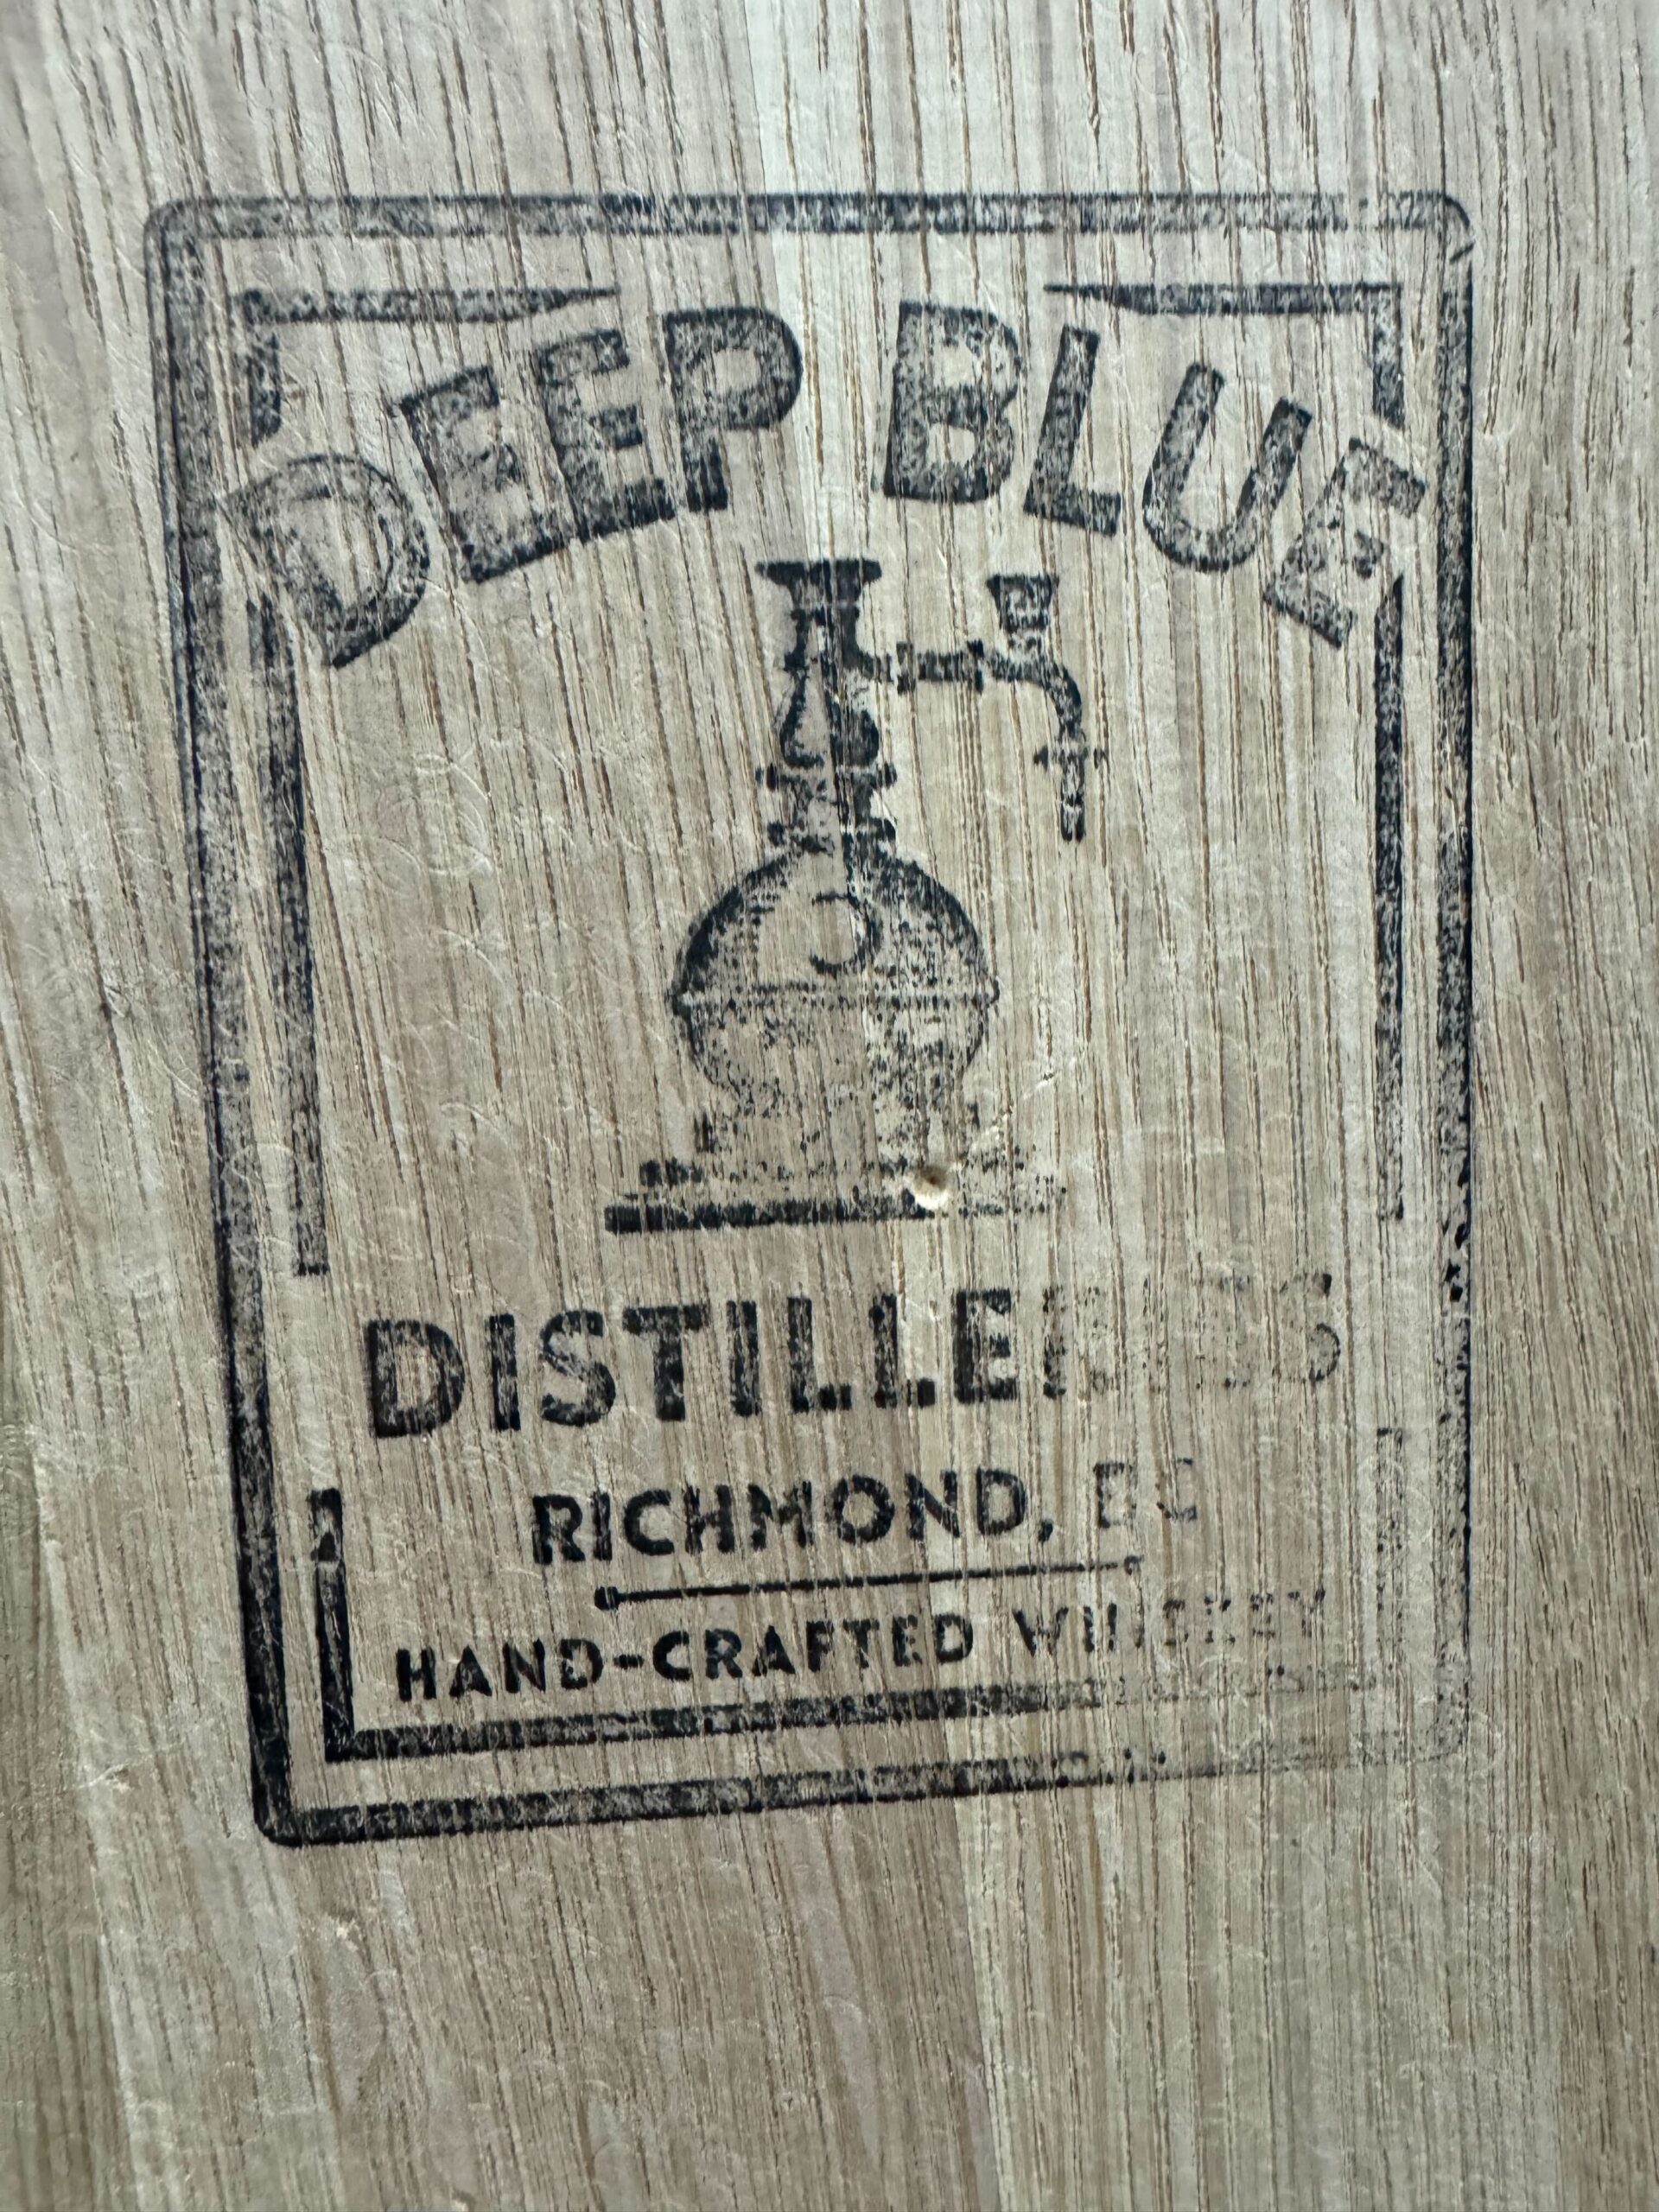 DEEP BLUE
DISTILLERIES
RICHMOND, BC
HAND-CRAFTED WHISKEY